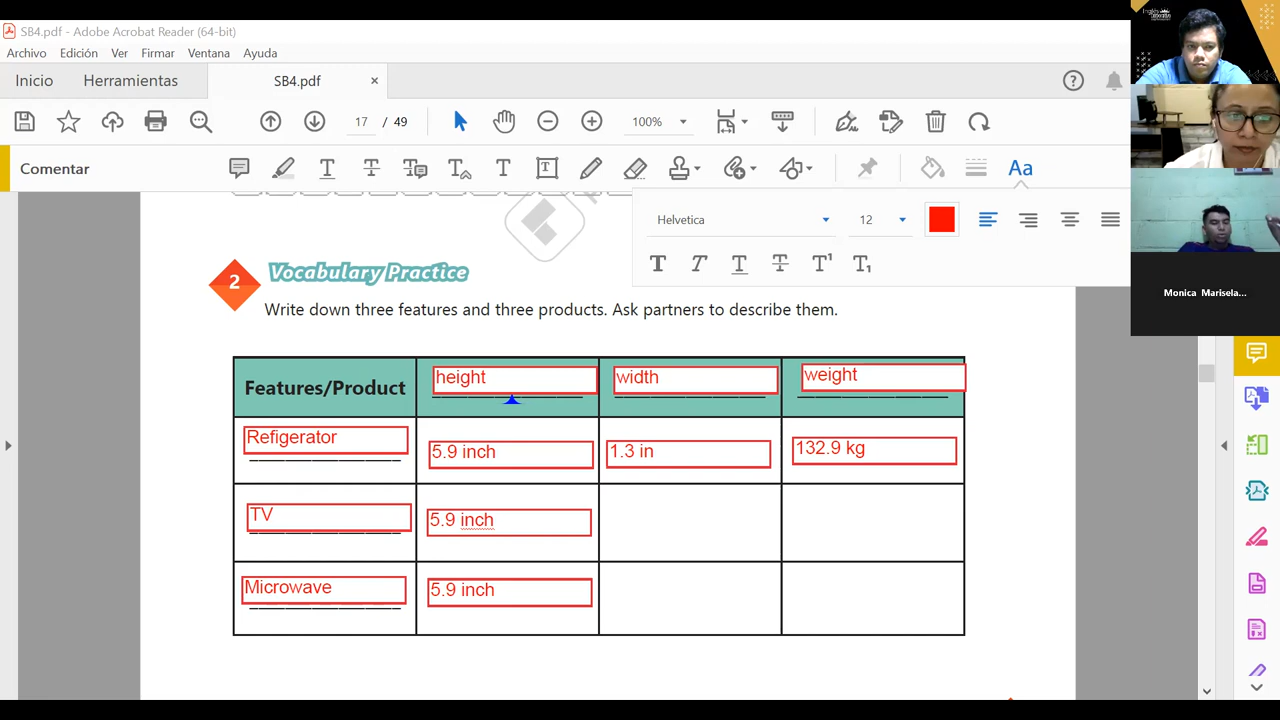 SB4.pdf - Adobe Acrobat Reader (64-bit)
Archivo Edición Ver Firmar Ventana Ayuda
Inicio Herramientas SB4.pdf ×
17 / 49 100%
Comentar Aa
Helvetica 12
T T T T T¹ T₁
2 Vocabulary Practice
Write down three features and three products. Ask partners to describe them.
Features/Product height width weight
Refigerator 5.9 inch 1.3 in 132.9 kg
TV 5.9 inch
Microwave 5.9 inch
Monica Marisela...